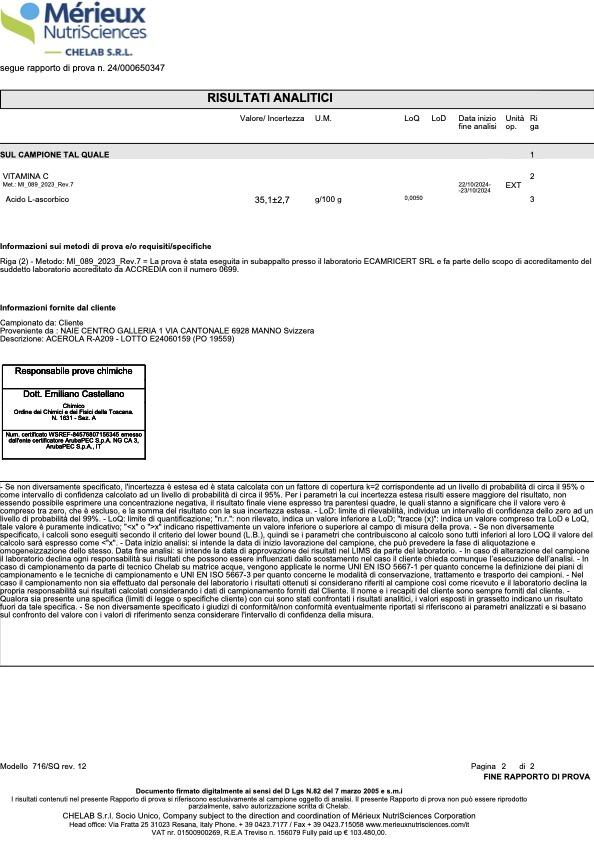 Mérieux
NutriSciences
CHELAB S.R.L.
segue rapporto di prova n. 24/000650347
RISULTATI ANALITICI
Valore/ Incertezza U.M. LoQ LoD Data inizio fine analisi Unità op. Ri ga
SUL CAMPIONE TAL QUALE 1
VITAMINA C 2
Met.: MI_089_2023_Rev.7 22/10/2024- -23/10/2024 EXT
Acido L-ascorbico 35,1±2,7 g/100 g 0,0050 3
Informazioni sui metodi di prova e/o requisiti/specifiche
Riga (2) - Metodo: MI_089_2023_Rev.7 = La prova è stata eseguita in subappalto presso il laboratorio ECAMRICERT SRL e fa parte dello scopo di accreditamento del
suddetto laboratorio accreditato da ACCREDIA con il numero 0699.
Informazioni fornite dal cliente
Campionato da: Cliente
Proveniente da : NAIE CENTRO GALLERIA 1 VIA CANTONALE 6928 MANNO Svizzera
Descrizione: ACEROLA R-A209 - LOTTO E24060159 (PO 19559)
Responsabile prove chimiche
Dott. Emiliano Castellano
Chimico
Ordine dei Chimici e dei Fisici della Toscana.
N. 1631 - Sez. A
Num. certificato WSREF-84575807156345 emesso
dall'ente certificatore ArubaPEC S.p.A. NG CA 3,
ArubaPEC S.p.A., IT
- Se non diversamente specificato, l'incertezza è estesa ed è stata calcolata con un fattore di copertura k=2 corrispondente ad un livello di probabilità di circa il 95% o
come intervallo di confidenza calcolato ad un livello di probabilità di circa il 95%. Per i parametri la cui incertezza estesa risulti essere maggiore del risultato, non
essendo possibile esprimere una concentrazione negativa, il risultato finale viene espresso tra parentesi quadre, le quali stanno a significare che il valore vero è
compreso tra zero, che è escluso, e la somma del risultato con la sua incertezza estesa. - LoD: limite di rilevabilità, individua un intervallo di confidenza dello zero ad un
livello di probabilità del 99%. - LoQ: limite di quantificazione; "n.r.": non rilevato, indica un valore inferiore a LoD; "tracce (x)": indica un valore compreso tra LoD e LoQ,
tale valore è puramente indicativo; "<x" o ">x" indicano rispettivamente un valore inferiore o superiore al campo di misura della prova. - Se non diversamente
specificato, i calcoli sono eseguiti secondo il criterio del lower bound (L.B.), quindi se i parametri che contribuiscono al calcolo sono tutti inferiori al loro LOQ il valore del
calcolo sarà espresso come <"x". - Data inizio analisi: si intende la data di inizio lavorazione del campione, che può prevedere la fase di aliquotazione e
omogeneizzazione dello stesso. Data fine analisi: si intende la data di approvazione dei risultati nel LIMS da parte del laboratorio. - In caso di alterazione del campione
il laboratorio declina ogni responsabilità sui risultati che possono essere influenzati dallo scostamento nel caso il cliente chieda comunque l'esecuzione dell'analisi. - In
caso di campionamento da parte di tecnico Chelab su matrice acque, vengono applicate le norme UNI EN ISO 5667-1 per quanto concerne la definizione dei piani di
campionamento e le tecniche di campionamento e UNI EN ISO 5667-3 per quanto concerne le modalità di conservazione, trattamento e trasporto dei campioni. - Nel
caso il campionamento non sia effettuato dal personale del laboratorio i risultati ottenuti si considerano riferiti al campione così come ricevuto e il laboratorio declina la
propria responsabilità sui risultati calcolati considerando i dati di campionamento forniti dal Cliente. Il nome e i recapiti del cliente sono sempre forniti dal cliente. -
Qualora sia presente una specifica (limiti di legge o specifiche cliente) con cui sono stati confrontati i risultati analitici, i valori esposti in grassetto indicano un risultato
fuori da tale specifica. - Se non diversamente specificato i giudizi di conformità/non conformità eventualmente riportati si riferiscono ai parametri analizzati e si basano
sul confronto del valore con i valori di riferimento senza considerare l'intervallo di confidenza della misura.
Modello 716/SQ rev. 12 Pagina 2 di 2
FINE RAPPORTO DI PROVA
Documento firmato digitalmente ai sensi del D Lgs N.82 del 7 marzo 2005 e s.m.i
I risultati contenuti nel presente Rapporto di prova si riferiscono esclusivamente al campione oggetto di analisi. Il presente Rapporto di prova non può essere riprodotto
parzialmente, salvo autorizzazione scritta di Chelab.
CHELAB S.r.l. Socio Unico, Company subject to the direction and coordination of Mérieux NutriSciences Corporation
Head office: Via Fratta 25 31023 Resana, Italy Phone. + 39 0423.7177 / Fax + 39 0423.715058 www.merieuxnutrisciences.com/it
VAT nr. 01500900269, R.E.A Treviso n. 156079 Fully paid up € 103.480,00.